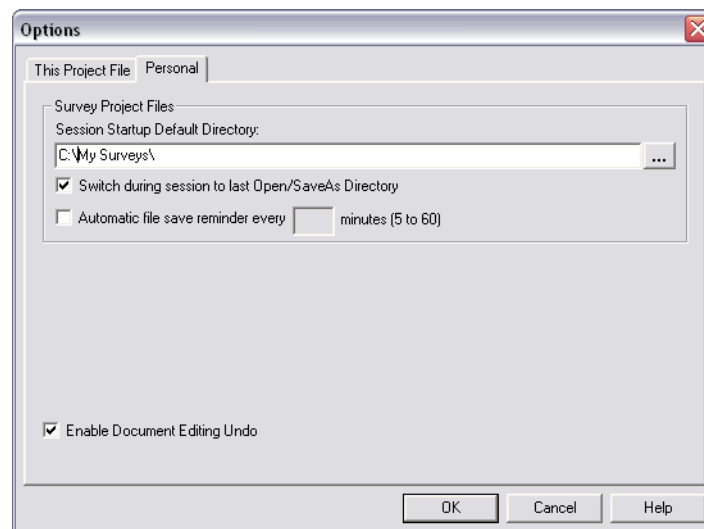 Options
This Project File Personal
Survey Project Files
Session Startup Default Directory:
C:\My Surveys\ ...
Switch during session to last Open/SaveAs Directory
Automatic file save reminder every minutes (5 to 60)
Enable Document Editing Undo
OK Cancel Help